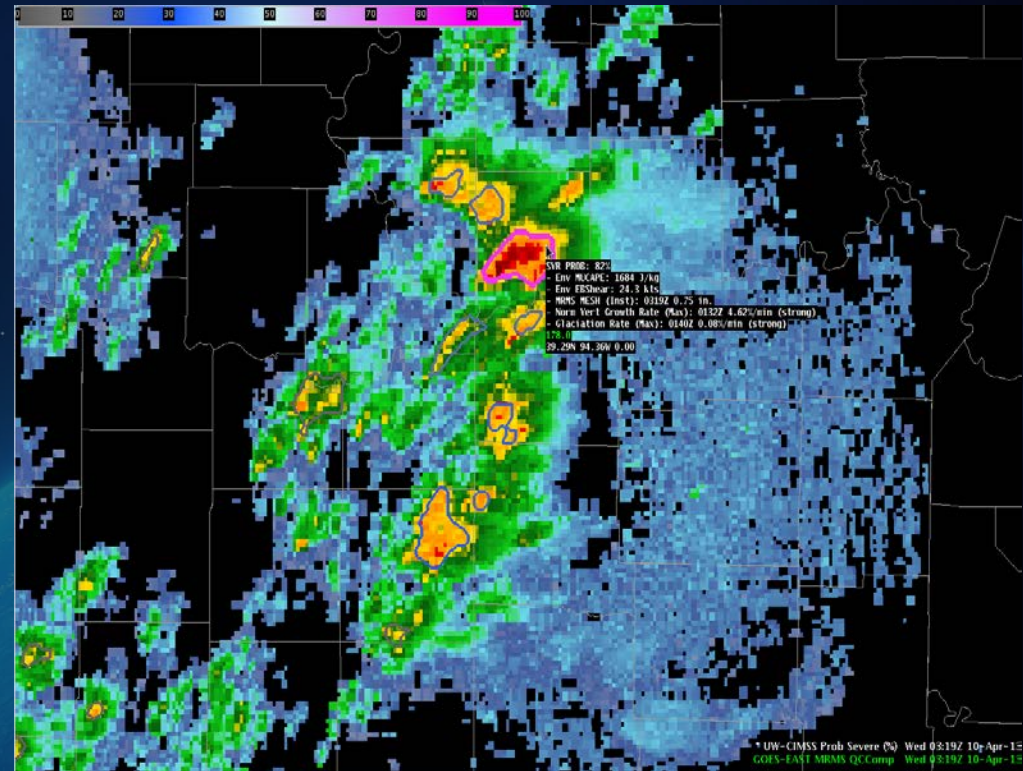 0 10 20 30 40 50 60 70 80 90 100
SVR PROB: 82%
- Env MUCAPE: 1684 J/kg
- Env EBShear: 24.3 kts
- MRMS MESH (Inst): 0319Z 0.75 in.
- Norm Vert Growth Rate (Max): 0132Z 4.62%/min (strong)
- Glaciation Rate (Max): 0140Z 0.08%/min (strong)
178.0
39.29N 94.36W 0.00
* UW-CIMSS Prob Severe (%) Wed 03:19Z 10-Apr-13
GOES-EAST MRMS QCComp Wed 03:19Z 10-Apr-13